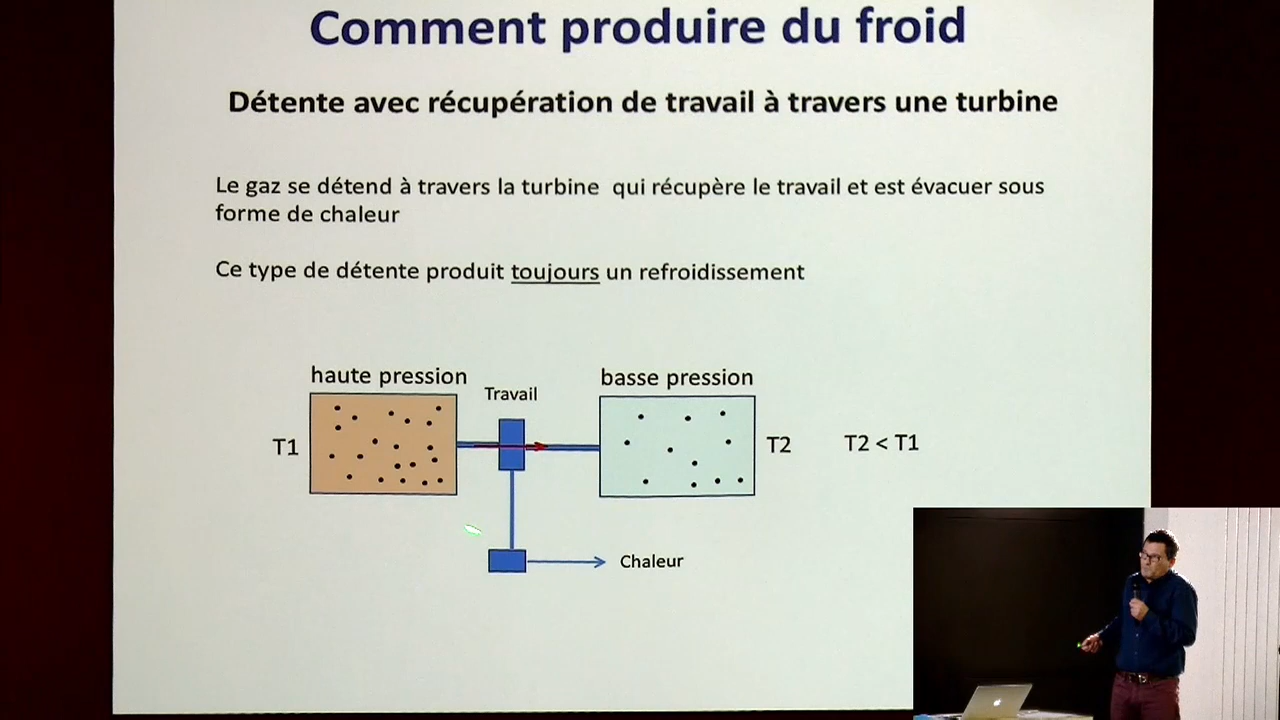 Comment produire du froid
Détente avec récupération de travail à travers une turbine
Le gaz se détend à travers la turbine qui récupère le travail et est évacuer sous
forme de chaleur
Ce type de détente produit toujours un refroidissement
haute pression
Travail
basse pression
T1
T2
T2 < T1
Chaleur